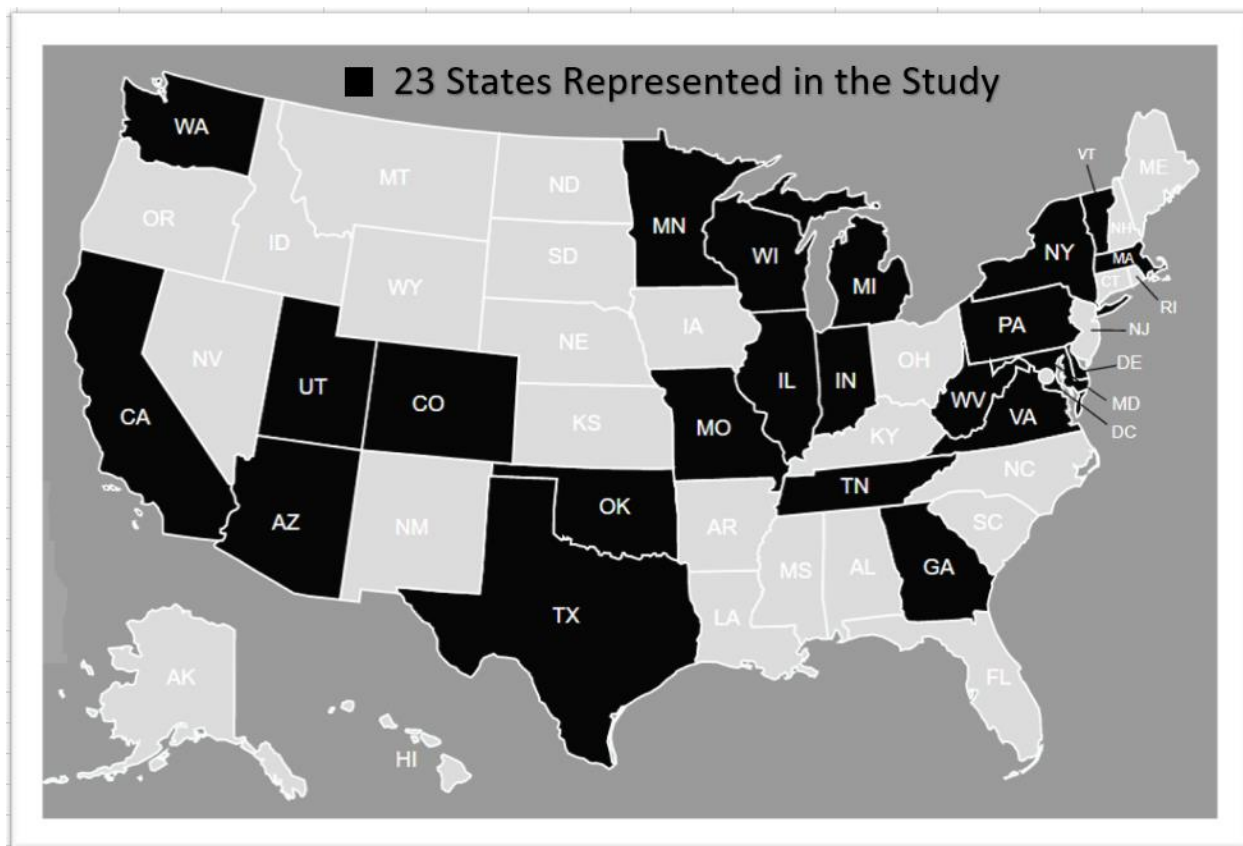 23 States Represented in the Study
WA
MT
ND
MN
VT
ME
OR
ID
SD
WI
NY
NH
MA
WY
MI
CT
RI
IA
PA
NJ
NV
NE
OH
DE
UT
IL
IN
WV
MD
CA
CO
KS
MO
KY
VA
DC
NC
TN
AZ
NM
OK
AR
SC
MS
AL
GA
TX
LA
AK
FL
HI